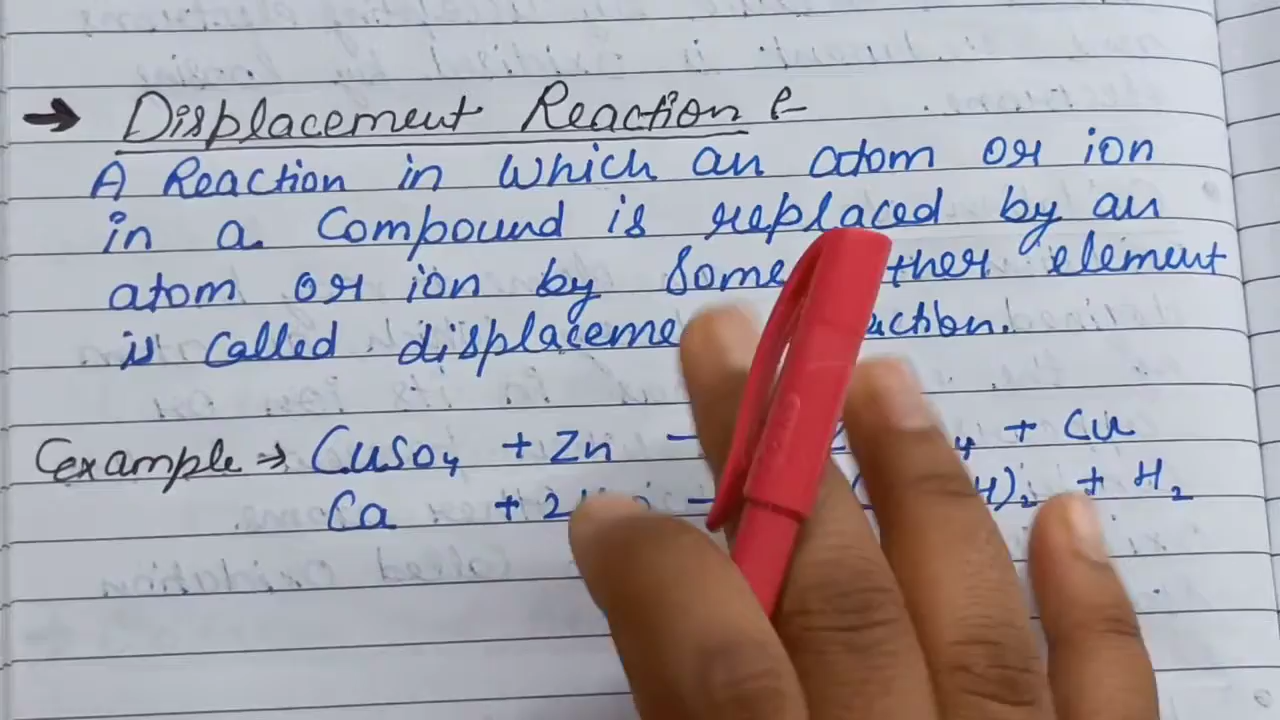 → Displacement Reaction :-
A Reaction in which an atom or ion
in a Compound is replaced by an
atom or ion by Some ther element
is called displaceme action.
Example → CuSO4 + Zn - 4 + Cu
Ca + 2 - H)2 + H2